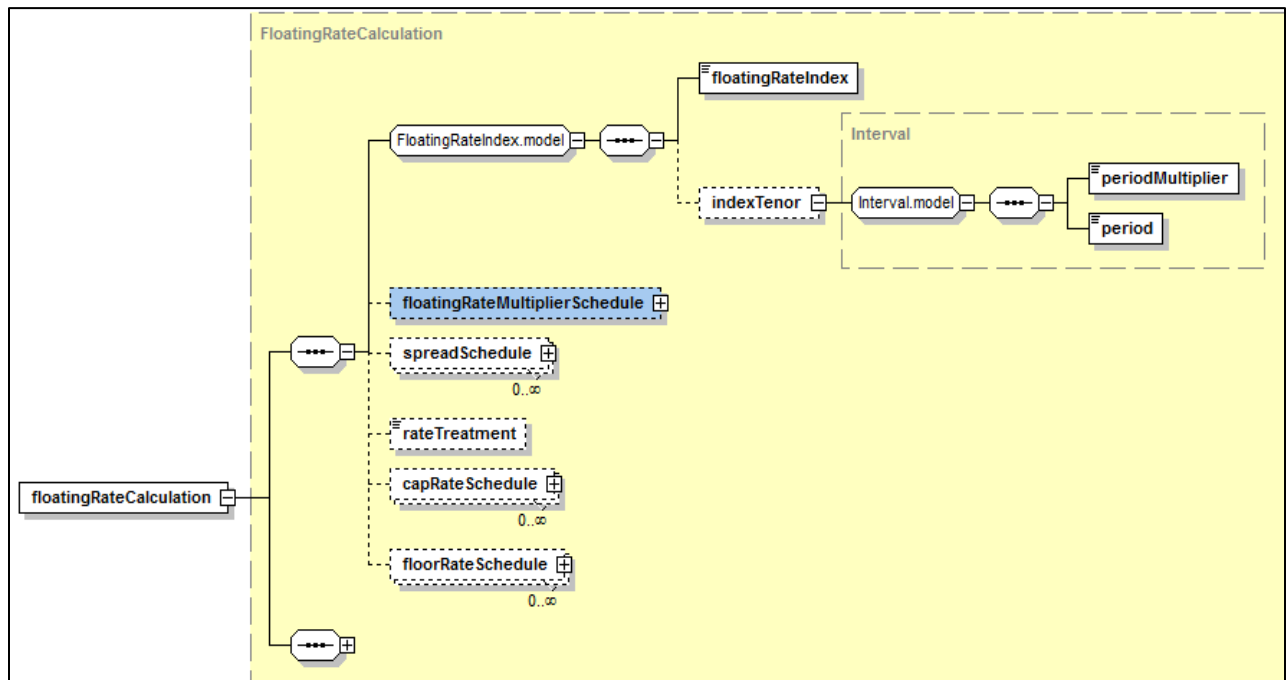 FloatingRateCalculation
floatingRateIndex
FloatingRateIndex.model
Interval
periodMultiplier
indexTenor
Interval.model
period
floatingRateMultiplierSchedule
spreadSchedule
0..∞
rateTreatment
capRateSchedule
0..∞
floatingRateCalculation
floorRateSchedule
0..∞